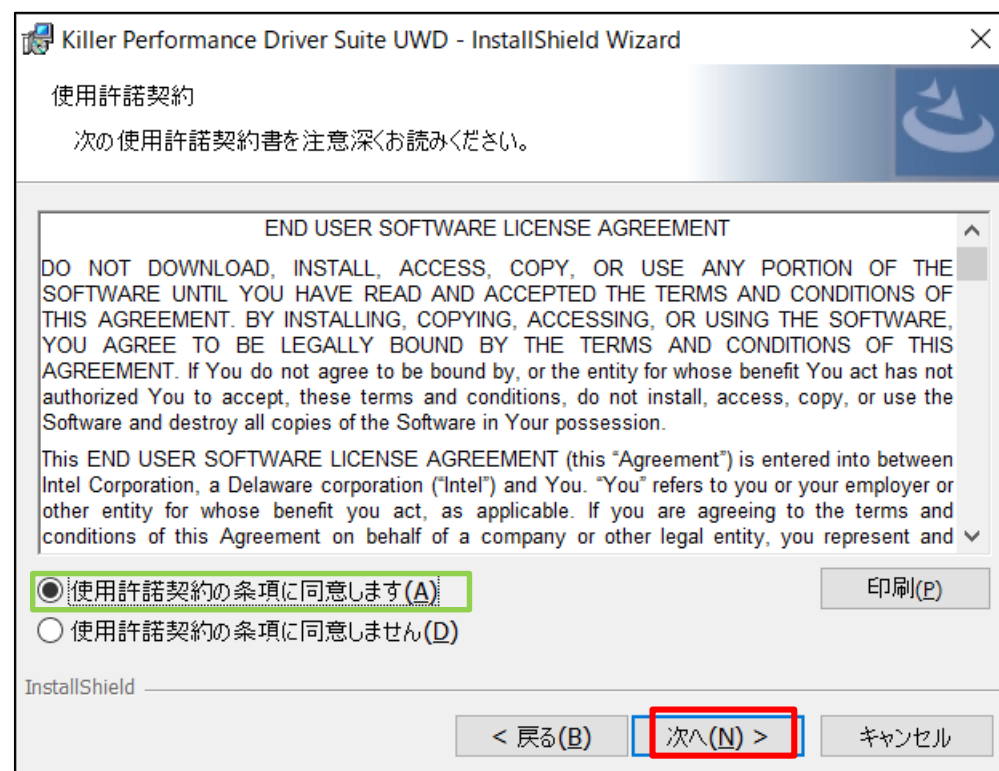 Killer Performance Driver Suite UWD - InstallShield Wizard
使用許諾契約
次の使用許諾契約書を注意深くお読みください。
END USER SOFTWARE LICENSE AGREEMENT
DO NOT DOWNLOAD, INSTALL, ACCESS, COPY, OR USE ANY PORTION OF THE
SOFTWARE UNTIL YOU HAVE READ AND ACCEPTED THE TERMS AND CONDITIONS OF
THIS AGREEMENT. BY INSTALLING, COPYING, ACCESSING, OR USING THE SOFTWARE,
YOU AGREE TO BE LEGALLY BOUND BY THE TERMS AND CONDITIONS OF THIS
AGREEMENT. If You do not agree to be bound by, or the entity for whose benefit You act has not
authorized You to accept, these terms and conditions, do not install, access, copy, or use the
Software and destroy all copies of the Software in Your possession.
This END USER SOFTWARE LICENSE AGREEMENT (this “Agreement”) is entered into between
Intel Corporation, a Delaware corporation (“Intel”) and You. “You” refers to you or your employer or
other entity for whose benefit you act, as applicable. If you are agreeing to the terms and
conditions of this Agreement on behalf of a company or other legal entity, you represent and
使用許諾契約の条項に同意します(A)
印刷(P)
使用許諾契約の条項に同意しません(D)
InstallShield
< 戻る(B)
次へ(N) >
キャンセル